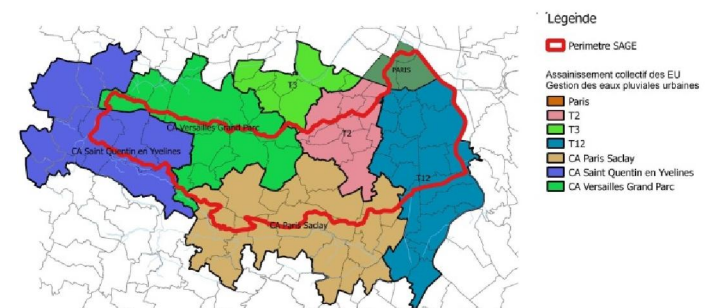 Légende
Perimetre SAGE
Assainissement collectif des EU
Gestion des eaux pluviales urbaines
Paris
T2
T3
T12
CA Paris Saclay
CA Saint Quentin en Yvelines
CA Versailles Grand Parc
PARIS
T3
CA Versailles Grand Parc
T2
CA Saint Quentin en Yvelines
T12
CA Paris Saclay